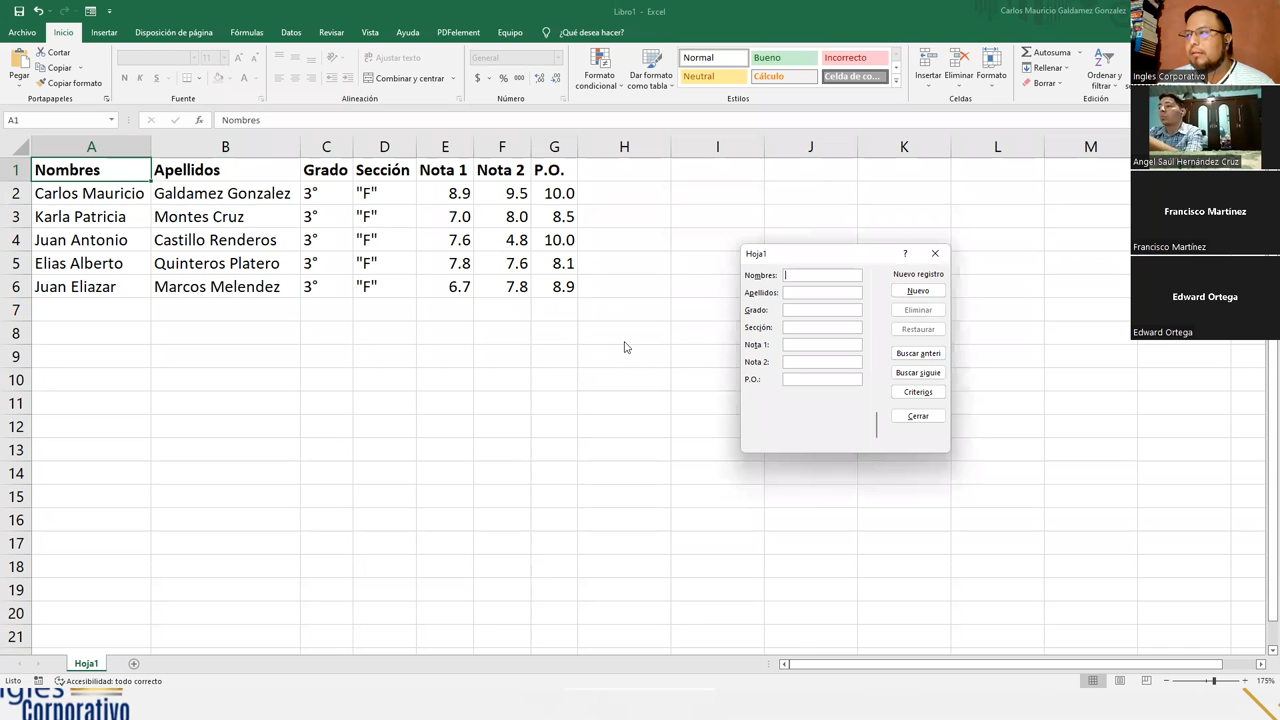 Libro1 - Excel
Carlos Mauricio Galdamez Gonzalez
Archivo Inicio Insertar Disposición de página Fórmulas Datos Revisar Vista Ayuda PDFelement Equipo ¿Qué desea hacer?
Pegar
Cortar
Copiar
Copiar formato
Portapapeles
11
N K S
Fuente
Ajustar texto
Combinar y centrar
Alineación
General
$ %
Número
Formato condicional
Dar formato como tabla
Normal Bueno Incorrecto
Neutral Cálculo Celda de co...
Estilos
Insertar Eliminar Formato
Celdas
Autosuma
Rellenar
Borrar
Ordenar y filtrar
Edición
A1 fx Nombres
A B C D E F G H I J K L M
1 Nombres Apellidos Grado Sección Nota 1 Nota 2 P.O.
2 Carlos Mauricio Galdamez Gonzalez 3° "F" 8.9 9.5 10.0
3 Karla Patricia Montes Cruz 3° "F" 7.0 8.0 8.5
4 Juan Antonio Castillo Renderos 3° "F" 7.6 4.8 10.0
5 Elias Alberto Quinteros Platero 3° "F" 7.8 7.6 8.1
6 Juan Eliazar Marcos Melendez 3° "F" 6.7 7.8 8.9
7
8
9
10
11
12
13
14
15
16
17
18
19
20
21
Hoja1 ?
Nombres:
Apellidos:
Grado:
Sección:
Nota 1:
Nota 2:
P.O.:
Nuevo registro
Nuevo
Eliminar
Restaurar
Buscar anteri
Buscar siguie
Criterios
Cerrar
Ingles Corporativo
Angel Saúl Hernández Cruz
Francisco Martínez
Francisco Martínez
Edward Ortega
Edward Ortega
Hoja1
Listo Accesibilidad: todo correcto 175%
Ingles
Corporativo